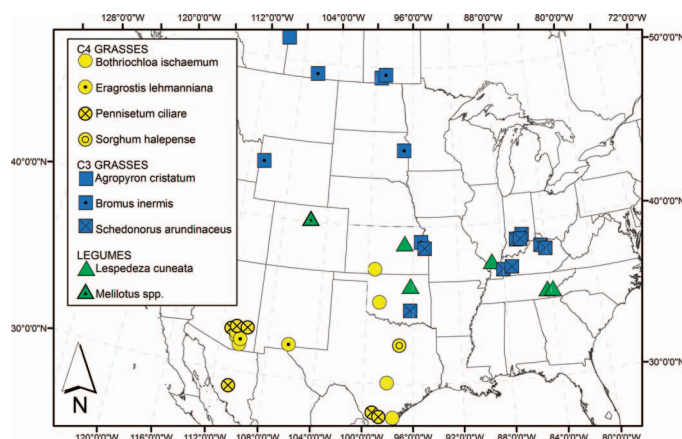 128°0'0"W 120°0'0"W 112°0'0"W 104°0'0"W 96°0'0"W 88°0'0"W 80°0'0"W 72°0'0"W
50°0'0"N
40°0'0"N
40°0'0"N
30°0'0"N
30°0'0"N
C4 GRASSES
Bothriochloa ischaemum
Eragrostis lehmanniana
Pennisetum ciliare
Sorghum halepense
C3 GRASSES
Agropyron cristatum
Bromus inermis
Schedonorus arundinaceus
LEGUMES
Lespedeza cuneata
Melilotus spp.
N
120°0'0"W 116°0'0"W 112°0'0"W 108°0'0"W 104°0'0"W 100°0'0"W 96°0'0"W 92°0'0"W 88°0'0"W 84°0'0"W 80°0'0"W